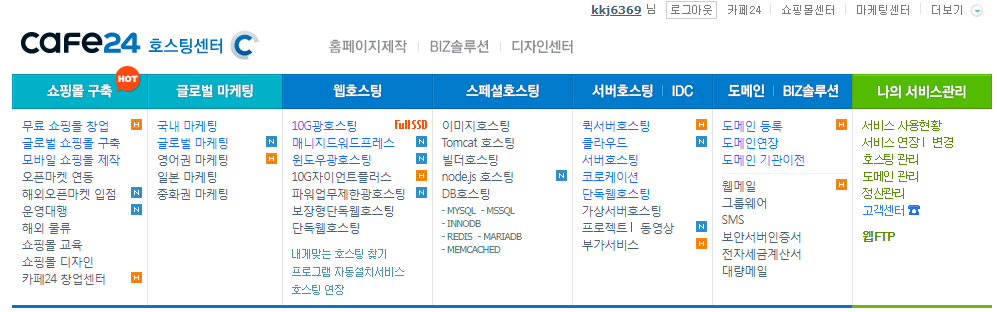 kkj6369 님 로그아웃 카페24 쇼핑몰센터 마케팅센터 더보기
cafe24 호스팅센터 홈페이지제작 BIZ솔루션 디자인센터
HOT
쇼핑몰 구축 글로벌 마케팅 웹호스팅 스페셜호스팅 서버호스팅 IDC 도메인 BIZ솔루션 나의 서비스관리
무료 쇼핑몰 창업 H
글로벌 쇼핑몰 구축
모바일 쇼핑몰 제작
오픈마켓 연동
해외오픈마켓 입점 N
운영대행 N
해외 물류
쇼핑몰 교육
쇼핑몰 디자인
카페24 창업센터 H
국내 마케팅
글로벌 마케팅 N
영어권 마케팅 H
일본 마케팅
중화권 마케팅
10G광호스팅 Full SSD
매니지드워드프레스 N
윈도우광호스팅 N
10G자이언트플러스 H
파워업무제한광호스팅 N
보장형단독웹호스팅
단독웹호스팅
내게맞는 호스팅 찾기
프로그램 자동설치서비스
호스팅 연장
이미지호스팅
Tomcat 호스팅
빌더호스팅
node.js 호스팅 N
DB호스팅
- MYSQL - MSSQL
- INNODB
- REDIS - MARIADB
- MEMCACHED
퀵서버호스팅 H
클라우드 N
서버호스팅
코로케이션
단독웹호스팅
가상서버호스팅
프로젝트 | 동영상 N
부가서비스 H
도메인 등록 H
도메인연장
도메인 기관이전
웹메일 H
그룹웨어
SMS
보안서버인증서
전자세금계산서
대량메일
서비스 사용현황
서비스 연장 | 변경
호스팅 관리
도메인 관리
정산관리
고객센터
웹FTP